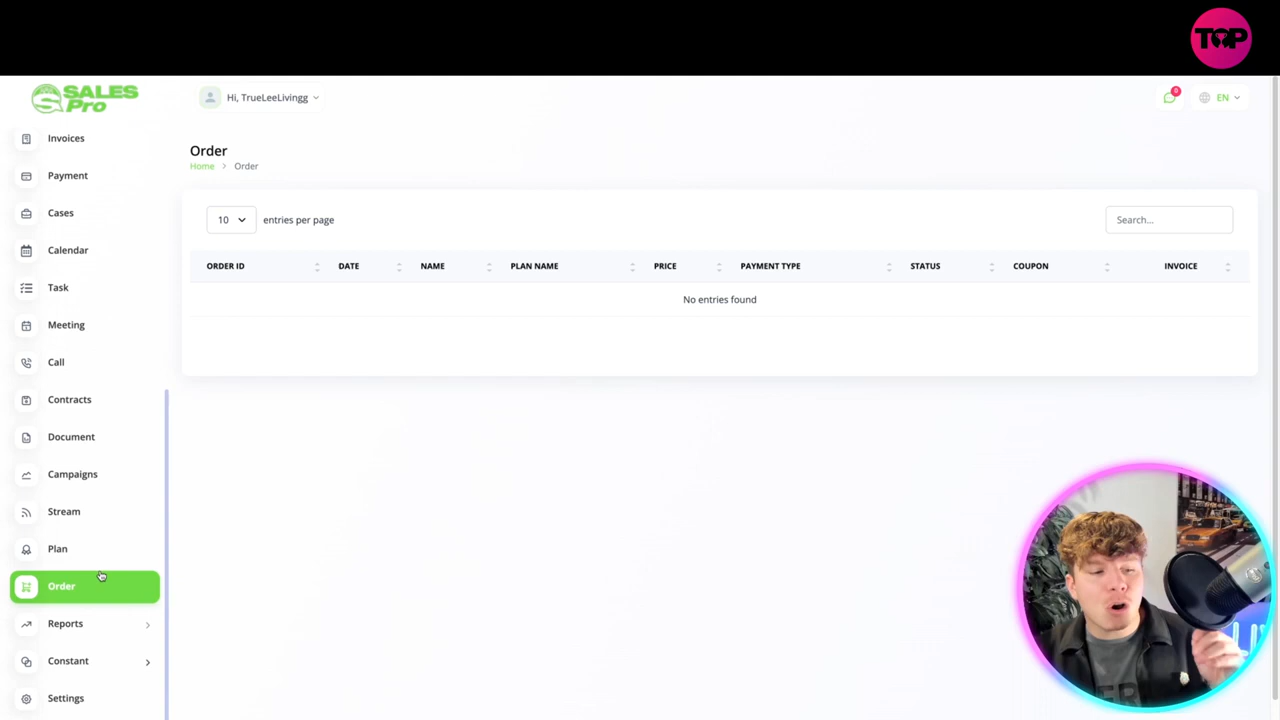 TOP
SALES
Pro
Hi, TrueLeeLivingg
0
EN
Invoices
Payment
Cases
Calendar
Task
Meeting
Call
Contracts
Document
Campaigns
Stream
Plan
Order
Reports
Constant
Settings
Order
Home > Order
10 entries per page
Search...
ORDER ID DATE NAME PLAN NAME PRICE PAYMENT TYPE STATUS COUPON INVOICE
No entries found